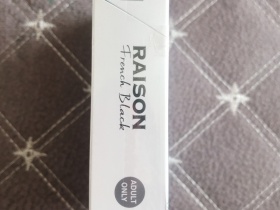 RAISON
French Black
ADULT
ONLY